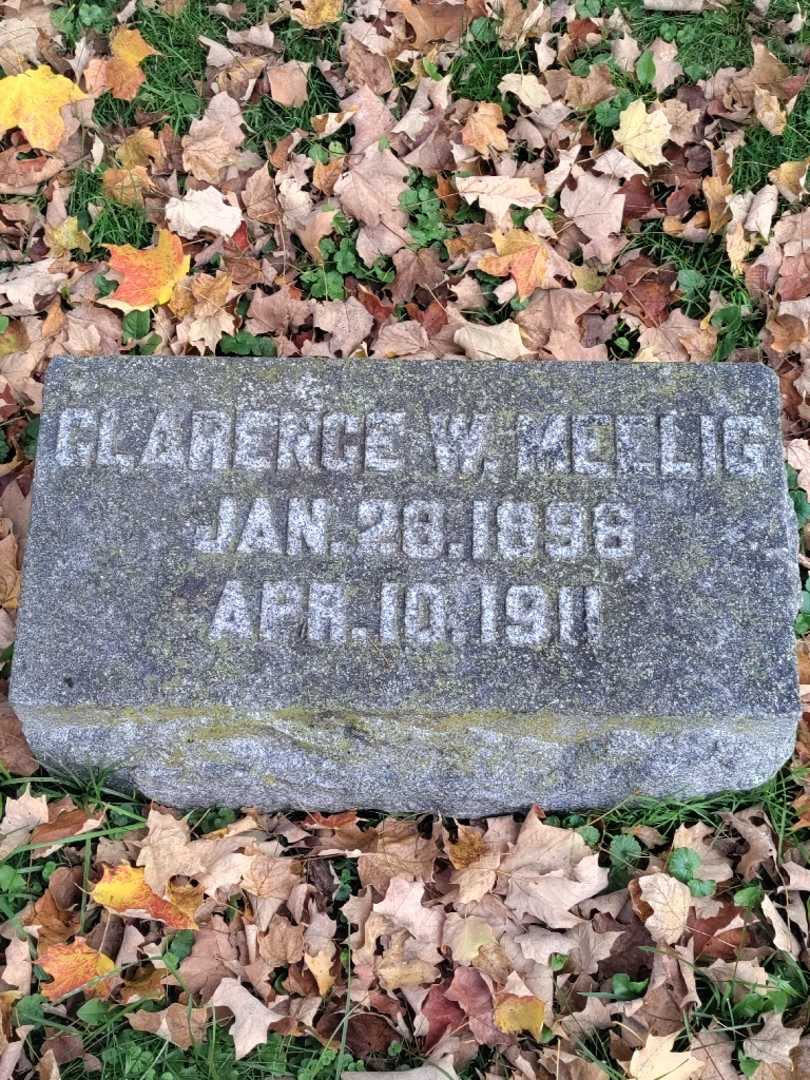 CLARENCE W. MEELIG
JAN. 28. 1898
APR. 10. 1911